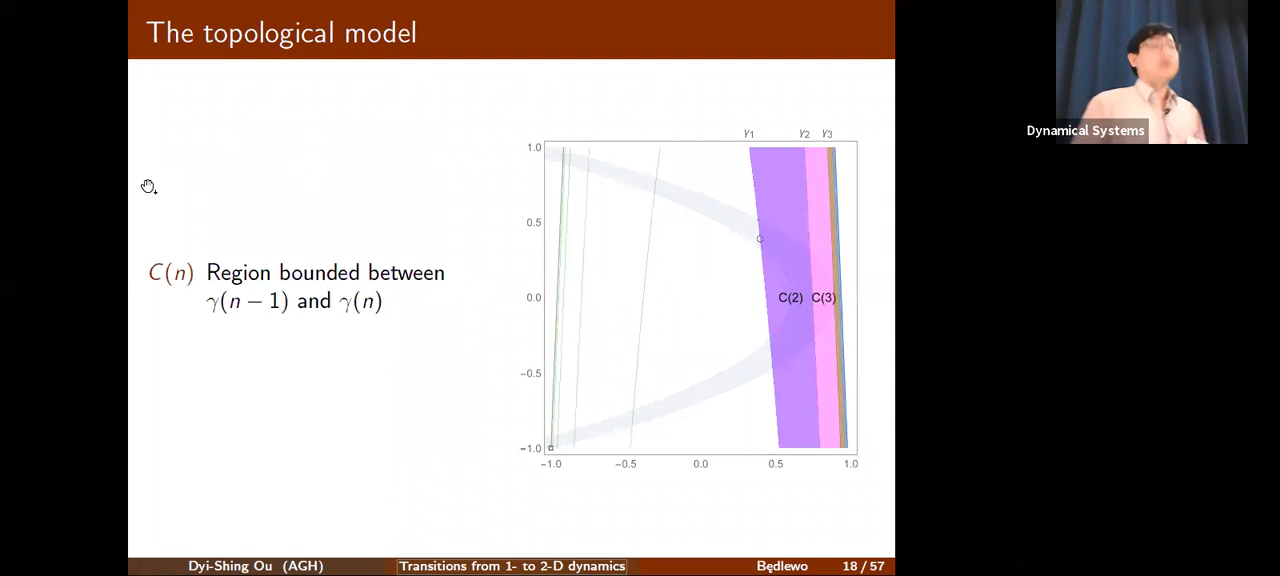 The topological model
C(n) Region bounded between
γ(n − 1) and γ(n)
γ1 γ2 γ3
1.0
0.5
0.0
−0.5
−1.0
C(2) C(3)
−1.0 −0.5 0.0 0.5 1.0
Dynamical Systems
Dyi-Shing Ou (AGH) Transitions from 1- to 2-D dynamics Będlewo 18 / 57